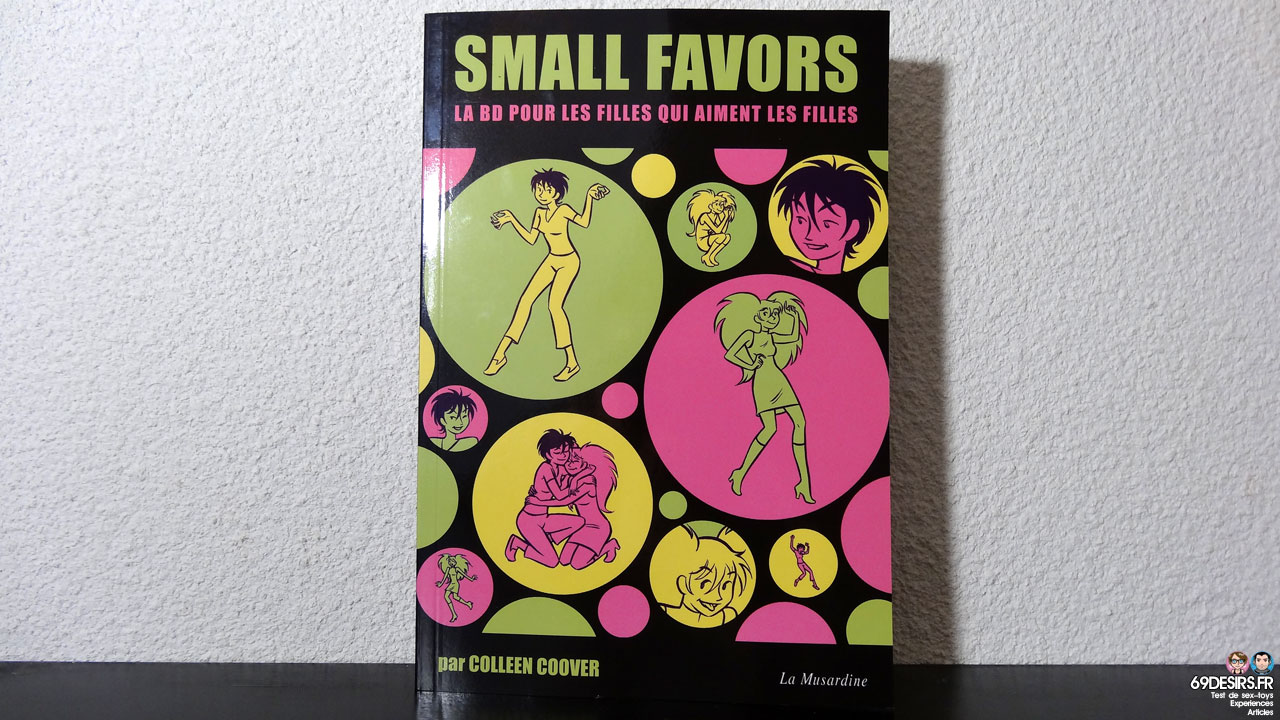 SMALL FAVORS
LA BD POUR LES FILLES QUI AIMENT LES FILLES
par COLLEEN COOVER
La Musardine
69DESIRS.FR
Test de sex-toys
Experiences
Articles